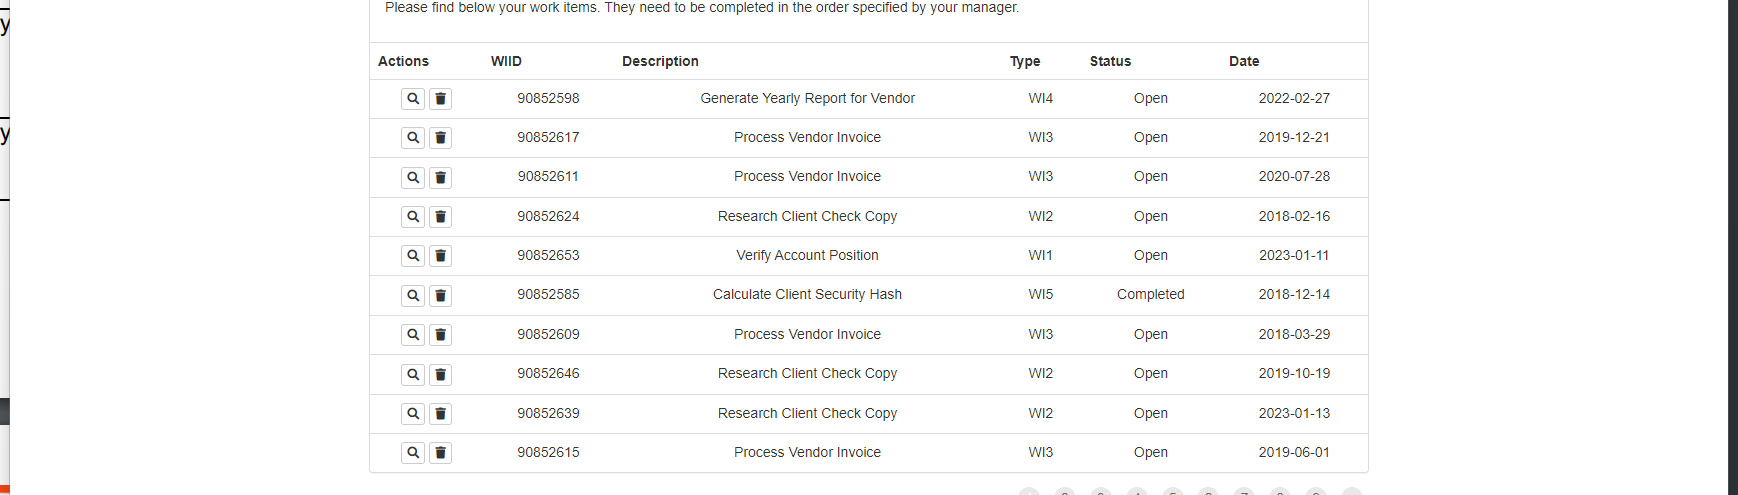 Please find below your work items. They need to be completed in the order specified by your manager.
Actions WIID Description Type Status Date
90852598 Generate Yearly Report for Vendor WI4 Open 2022-02-27
90852617 Process Vendor Invoice WI3 Open 2019-12-21
90852611 Process Vendor Invoice WI3 Open 2020-07-28
90852624 Research Client Check Copy WI2 Open 2018-02-16
90852653 Verify Account Position WI1 Open 2023-01-11
90852585 Calculate Client Security Hash WI5 Completed 2018-12-14
90852609 Process Vendor Invoice WI3 Open 2018-03-29
90852646 Research Client Check Copy WI2 Open 2019-10-19
90852639 Research Client Check Copy WI2 Open 2023-01-13
90852615 Process Vendor Invoice WI3 Open 2019-06-01